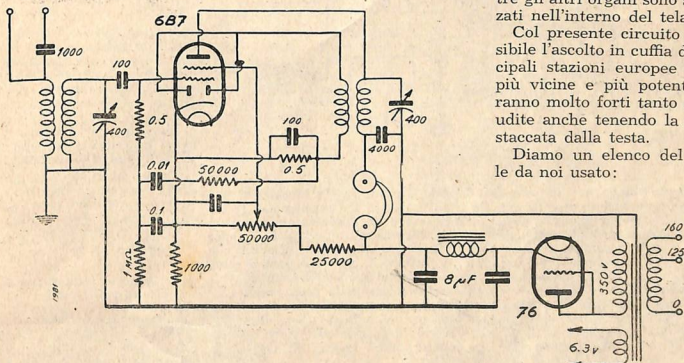 tre gli altri organi sono s
zati nell'interno del tela
Col presente circuito
sibile l'ascolto in cuffia d
cipali stazioni europee
più vicine e più potent
ranno molto forti tanto
udite anche tenendo la
staccata dalla testa.
Diamo un elenco del
le da noi usato:
6B7
1000
100
400
0.5
100
0.5
400
4000
0.01
50000
0.1
50000
25000
1 MΩ
1000
8 µF
76
350v
160
125
0
6.3v
1981